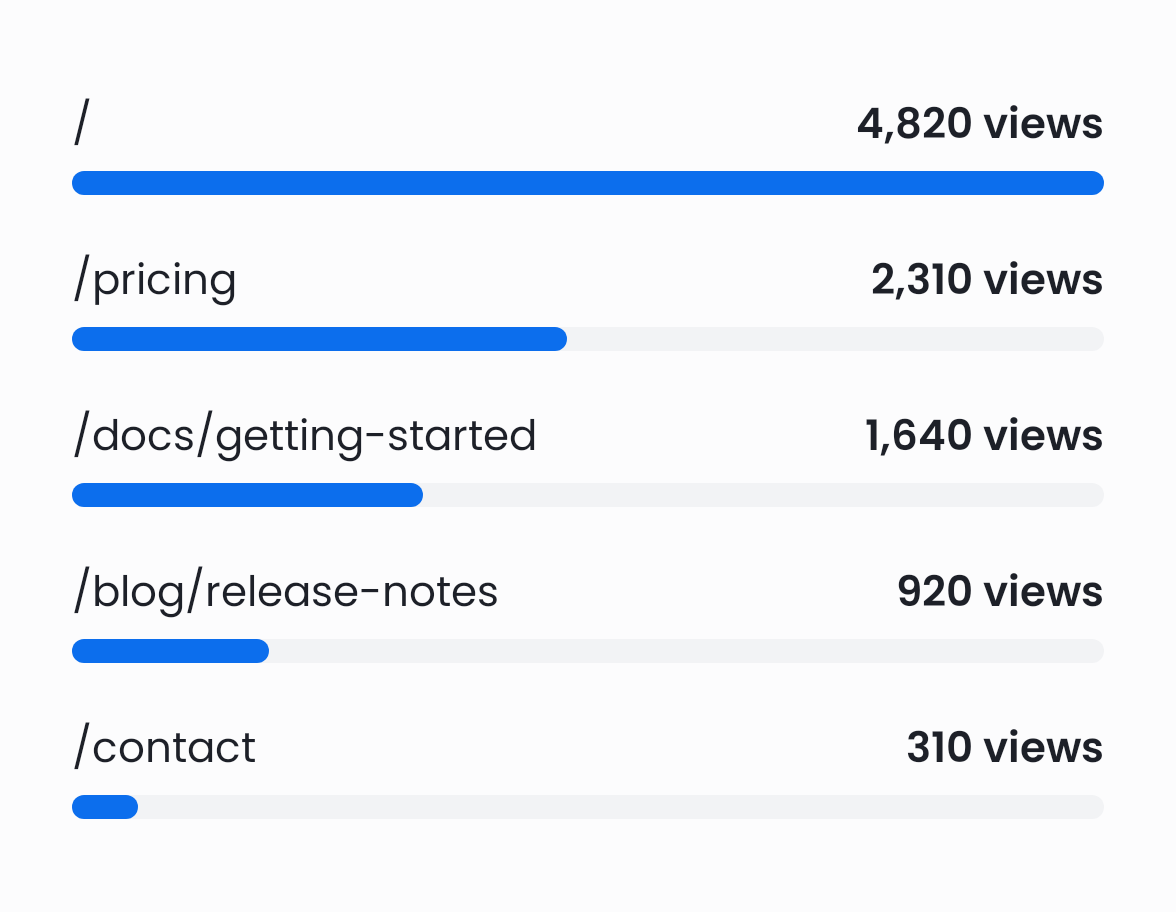 / 4,820 views
/pricing 2,310 views
/docs/getting-started 1,640 views
/blog/release-notes 920 views
/contact 310 views